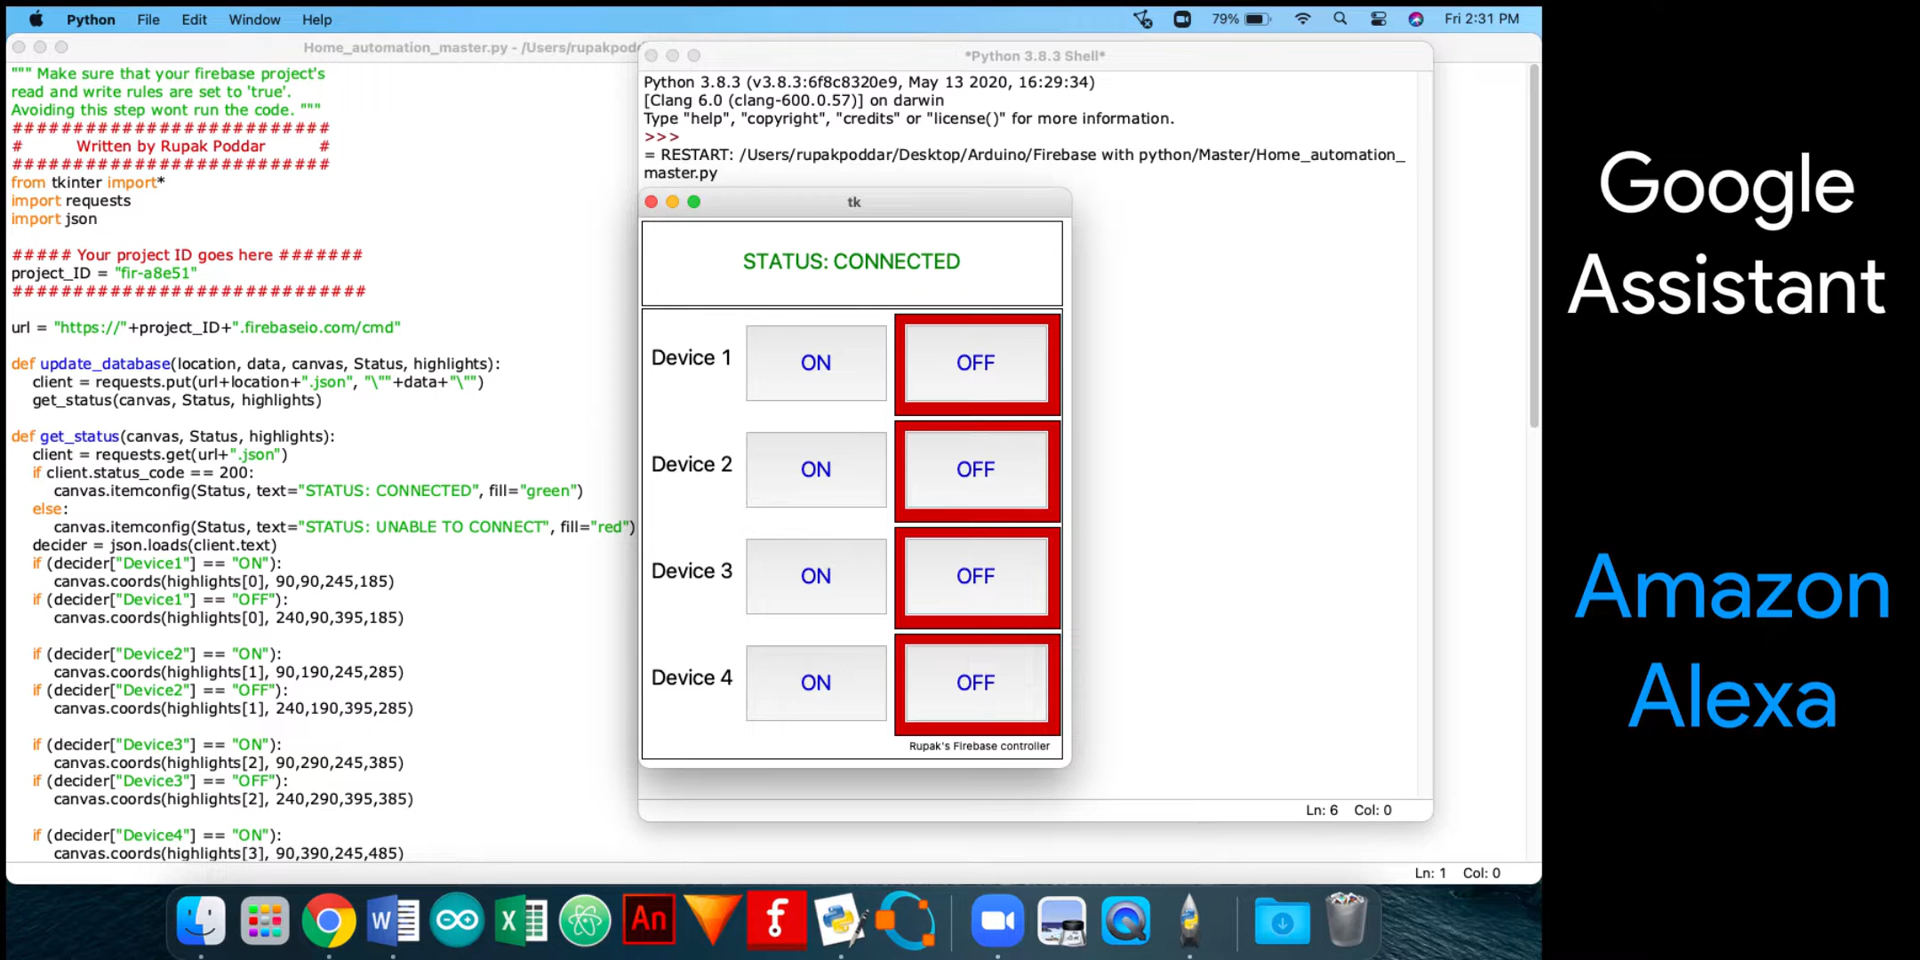 Python File Edit Window Help
79% Fri 2:31 PM
Home_automation_master.py - /Users/rupakpodd
""" Make sure that your firebase project's
read and write rules are set to 'true'.
Avoiding this step wont run the code. """
##########################
# Written by Rupak Poddar #
##########################
from tkinter import*
import requests
import json
##### Your project ID goes here #######
project_ID = "fir-a8e51"
#############################
url = "https://"+project_ID+".firebaseio.com/cmd"
def update_database(location, data, canvas, Status, highlights):
client = requests.put(url+location+".json", "\""+data+"\"")
get_status(canvas, Status, highlights)
def get_status(canvas, Status, highlights):
client = requests.get(url+".json")
if client.status_code == 200:
canvas.itemconfig(Status, text="STATUS: CONNECTED", fill="green")
else:
canvas.itemconfig(Status, text="STATUS: UNABLE TO CONNECT", fill="red")
decider = json.loads(client.text)
if (decider["Device1"] == "ON"):
canvas.coords(highlights[0], 90,90,245,185)
if (decider["Device1"] == "OFF"):
canvas.coords(highlights[0], 240,90,395,185)
if (decider["Device2"] == "ON"):
canvas.coords(highlights[1], 90,190,245,285)
if (decider["Device2"] == "OFF"):
canvas.coords(highlights[1], 240,190,395,285)
if (decider["Device3"] == "ON"):
canvas.coords(highlights[2], 90,290,245,385)
if (decider["Device3"] == "OFF"):
canvas.coords(highlights[2], 240,290,395,385)
if (decider["Device4"] == "ON"):
canvas.coords(highlights[3], 90,390,245,485)
Ln: 1 Col: 0
*Python 3.8.3 Shell*
Python 3.8.3 (v3.8.3:6f8c8320e9, May 13 2020, 16:29:34)
[Clang 6.0 (clang-600.0.57)] on darwin
Type "help", "copyright", "credits" or "license()" for more information.
>>>
= RESTART: /Users/rupakpoddar/Desktop/Arduino/Firebase with python/Master/Home_automation_
master.py
Ln: 6 Col: 0
tk
STATUS: CONNECTED
Device 1 ON OFF
Device 2 ON OFF
Device 3 ON OFF
Device 4 ON OFF
Rupak's Firebase controller
Google
Assistant
Amazon
Alexa
W
X
An
f